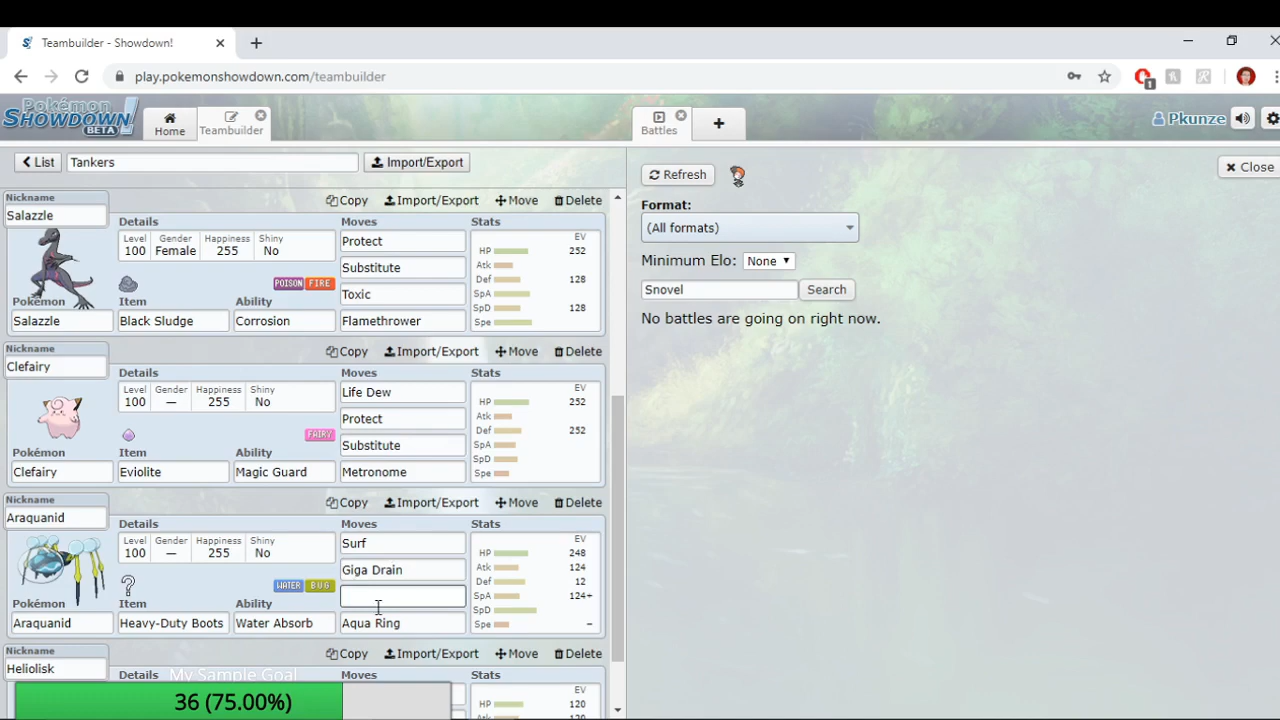 Teambuilder - Showdown!
play.pokemonshowdown.com/teambuilder
1
Pokémon
Showdown!
BETA
Home
Teambuilder
Battles
Pkunze
List
Tankers
Import/Export
Refresh
Close
Format:
(All formats)
Minimum Elo:
None
Snovel
Search
No battles are going on right now.
Nickname
Copy Import/Export Move Delete
Salazzle
Details Moves Stats
Level Gender Happiness Shiny
100 Female 255 No
Protect
Substitute
Toxic
Flamethrower
EV
HP 252
Atk
Def 128
SpA
SpD 128
Spe
POISON FIRE
Pokémon Item Ability
Salazzle Black Sludge Corrosion
Nickname
Copy Import/Export Move Delete
Clefairy
Details Moves Stats
Level Gender Happiness Shiny
100 — 255 No
Life Dew
Protect
Substitute
Metronome
EV
HP 252
Atk
Def 252
SpA
SpD
Spe
FAIRY
Pokémon Item Ability
Clefairy Eviolite Magic Guard
Nickname
Copy Import/Export Move Delete
Araquanid
Details Moves Stats
Level Gender Happiness Shiny
100 — 255 No
Surf
Giga Drain
Aqua Ring
EV
HP 248
Atk 124
Def 12
SpA 124+
SpD
Spe −
?
WATER BUG
Pokémon Item Ability
Araquanid Heavy-Duty Boots Water Absorb
Nickname
Copy Import/Export Move Delete
Heliolisk
Details Moves Stats
My Sample Goal
36 (75.00%)
EV
HP 120
Atk 120